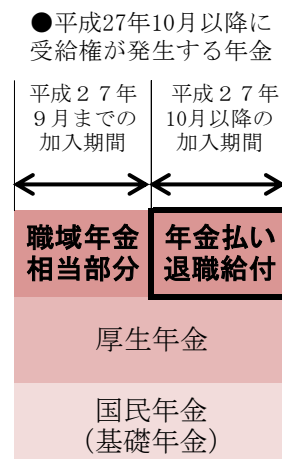 ●平成27年10月以降に
受給権が発生する年金
平成２７年
９月までの
加入期間
平成２７年
10月以降の
加入期間
職域年金
相当部分
年金払い
退職給付
厚生年金
国民年金
（基礎年金）